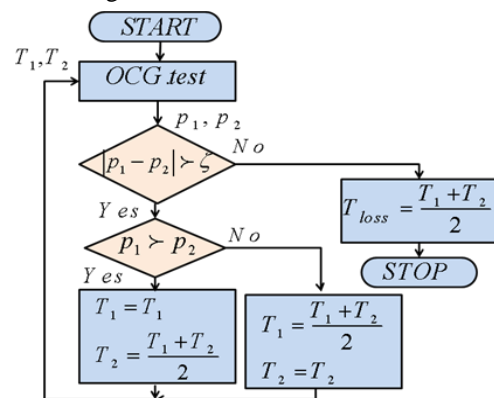 START
T₁,T₂
OCG.test
p₁, p₂
|p₁ − p₂| ≻ ζ
No
Yes
T_loss = (T₁ + T₂)/2
p₁ ≻ p₂
No
STOP
Yes
T₁ = T₁
T₂ = (T₁ + T₂)/2
T₁ = (T₁ + T₂)/2
T₂ = T₂